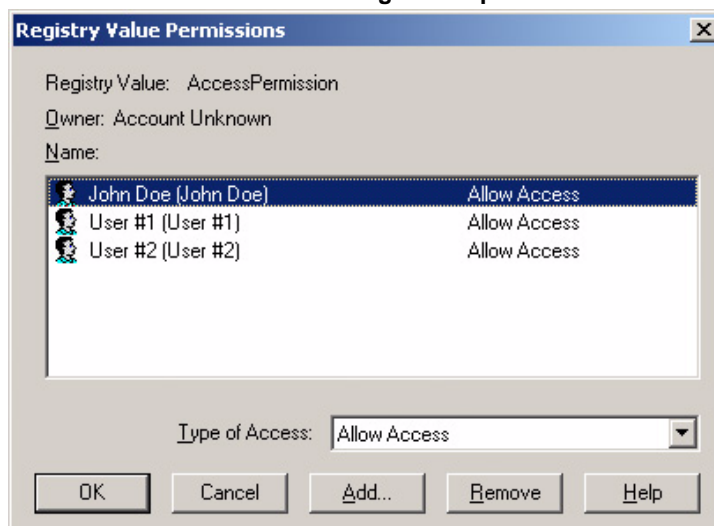 Registry Value Permissions
Registry Value: AccessPermission
Owner: Account Unknown
Name:
John Doe (John Doe) Allow Access
User #1 (User #1) Allow Access
User #2 (User #2) Allow Access
Type of Access: Allow Access
OK Cancel Add... Remove Help